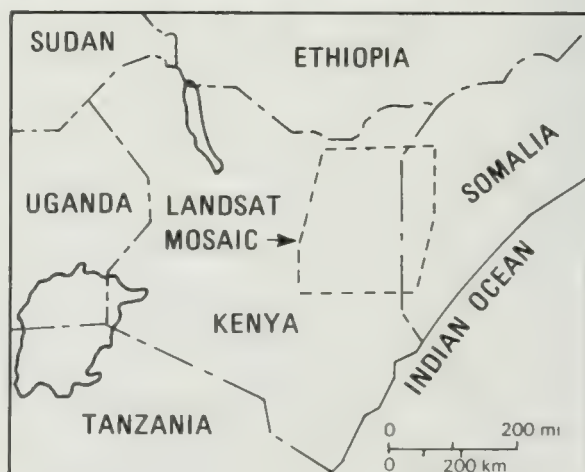 SUDAN
ETHIOPIA
SOMALIA
UGANDA
LANDSAT
MOSAIC
KENYA
INDIAN OCEAN
TANZANIA
0 200 mi
0 200 km